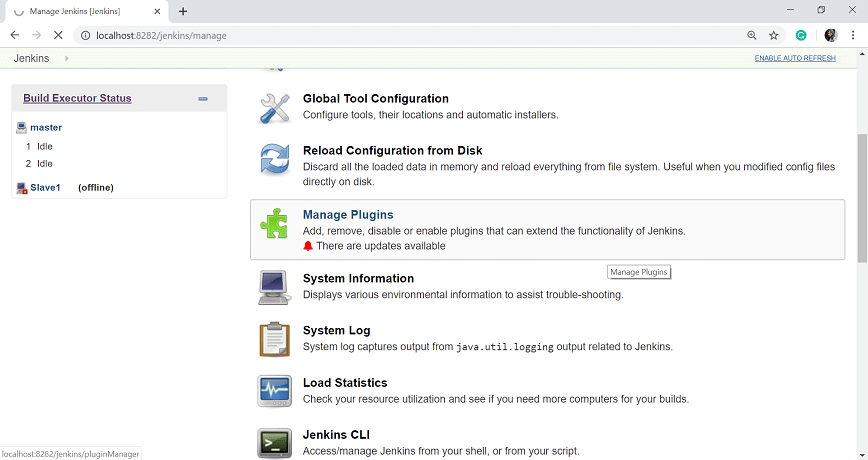 Manage Jenkins [Jenkins]
localhost:8282/jenkins/manage
Jenkins
ENABLE AUTO REFRESH
Build Executor Status
master
1 Idle
2 Idle
Slave1 (offline)
Global Tool Configuration
Configure tools, their locations and automatic installers.
Reload Configuration from Disk
Discard all the loaded data in memory and reload everything from file system. Useful when you modified config files
directly on disk.
Manage Plugins
Add, remove, disable or enable plugins that can extend the functionality of Jenkins.
There are updates available
Manage Plugins
System Information
Displays various environmental information to assist trouble-shooting.
System Log
System log captures output from java.util.logging output related to Jenkins.
Load Statistics
Check your resource utilization and see if you need more computers for your builds.
Jenkins CLI
Access/manage Jenkins from your shell, or from your script.
localhost:8282/jenkins/pluginManager